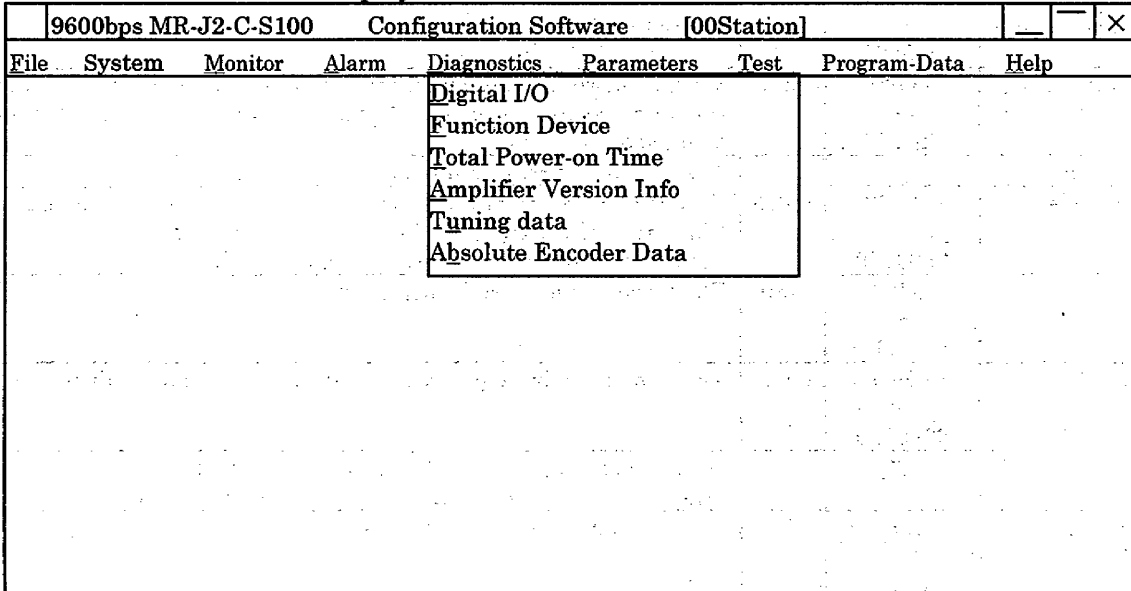 9600bps MR-J2-C-S100 Configuration Software [00Station]
File System Monitor Alarm Diagnostics Parameters Test Program-Data Help
Digital I/O
Function Device
Total Power-on Time
Amplifier Version Info
Tuning data
Absolute Encoder Data